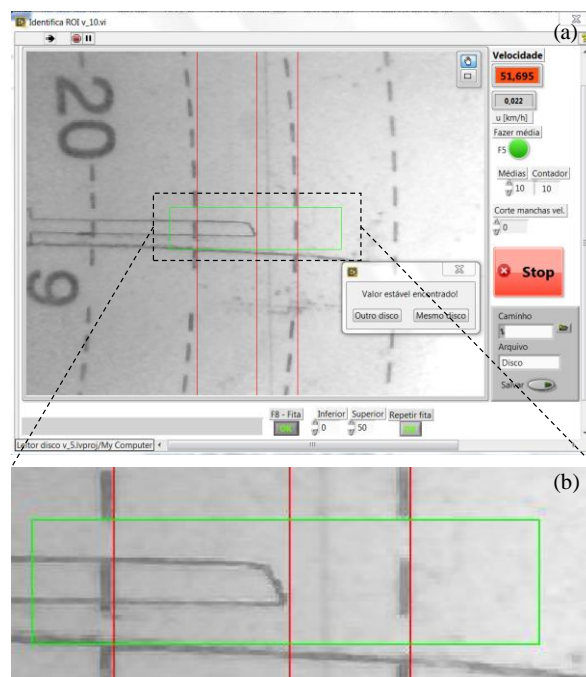 Identifica ROI v_10.vi
(a)
Velocidade
51,695
0,022
u [km/h]
Fazer média
F5
Médias Contador
10 10
Corte manchas vel.
0
Stop
20
9
Valor estável encontrado!
Outro disco Mesmo disco
Caminho
Arquivo
Disco
Salvar
F8 - Fita Inferior Superior Repetir fita
OK 0 50
Leitor disco v_5.lvproj/My Computer
(b)